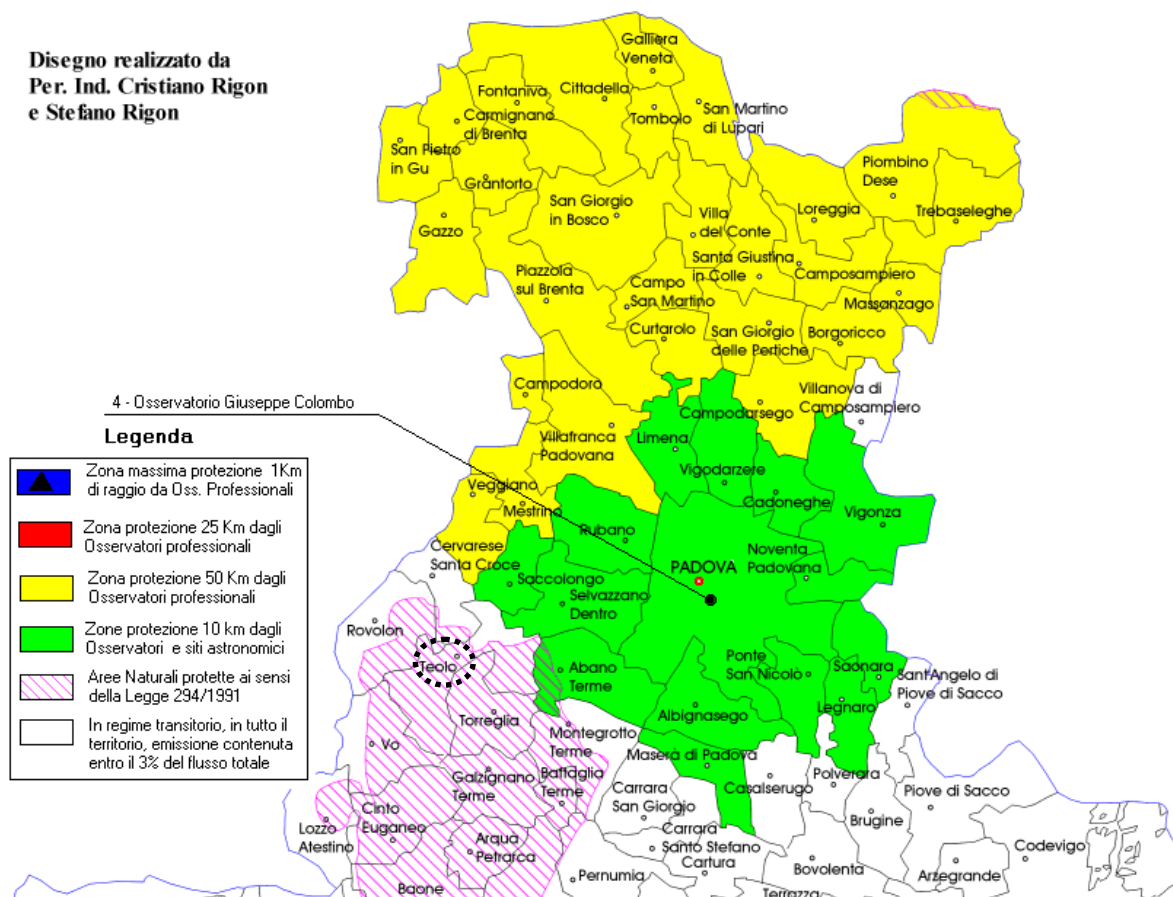 Disegno realizzato da
Per. Ind. Cristiano Rigon
e Stefano Rigon
Galliera
Veneta
Fontaniva
Cittadella
Carmignano
di Brenta
Tombolo
San Martino
di Lupari
San Pietro
in Gu
Grantorto
Piombino
Dese
San Giorgio
in Bosco
Villa
del Conte
Loreggia
Trebaseleghe
Gazzo
Santa Giustina
in Colle
Piazzola
sul Brenta
Campo
San Martino
Camposampiero
Massanzago
Curtarolo
San Giorgio
delle Pertiche
Borgoricco
Campodoro
Villanova di
Camposampiero
4 - Osservatorio Giuseppe Colombo
Campodarsego
Legenda
Villafranca
Padovana
Limena
Zona massima protezione 1Km
di raggio da Oss. Professionali
Vigodarzere
Veggiano
Cadoneghe
Mestrino
Vigonza
Zona protezione 25 Km dagli
Osservatori professionali
Rubano
Cervarese
Santa Croce
Noventa
Padovana
PADOVA
Zona protezione 50 Km dagli
Osservatori professionali
Saccolongo
Selvazzano
Dentro
Rovolon
Zone protezione 10 km dagli
Osservatori e siti astronomici
Teolo
Abano
Terme
Ponte
San Nicolò
Saonara
Sant'Angelo di
Piove di Sacco
Aree Naturali protette ai sensi
della Legge 294/1991
Torreglia
Albignasego
Legnaro
In regime transitorio, in tutto il
territorio, emissione contenuta
entro il 3% del flusso totale
Vo
Montegrotto
Terme
Maserà di Padova
Galzignano
Terme
Battaglia
Terme
Casalserugo
Polverara
Carrara
San Giorgio
Piove di Sacco
Cinto
Euganeo
Lozzo
Atestino
Brugine
Arqua
Petrarca
Carrara
Santo Stefano
Cartura
Codevigo
Bovolenta
Arzegrande
Pernumia
Baone
Terrazza